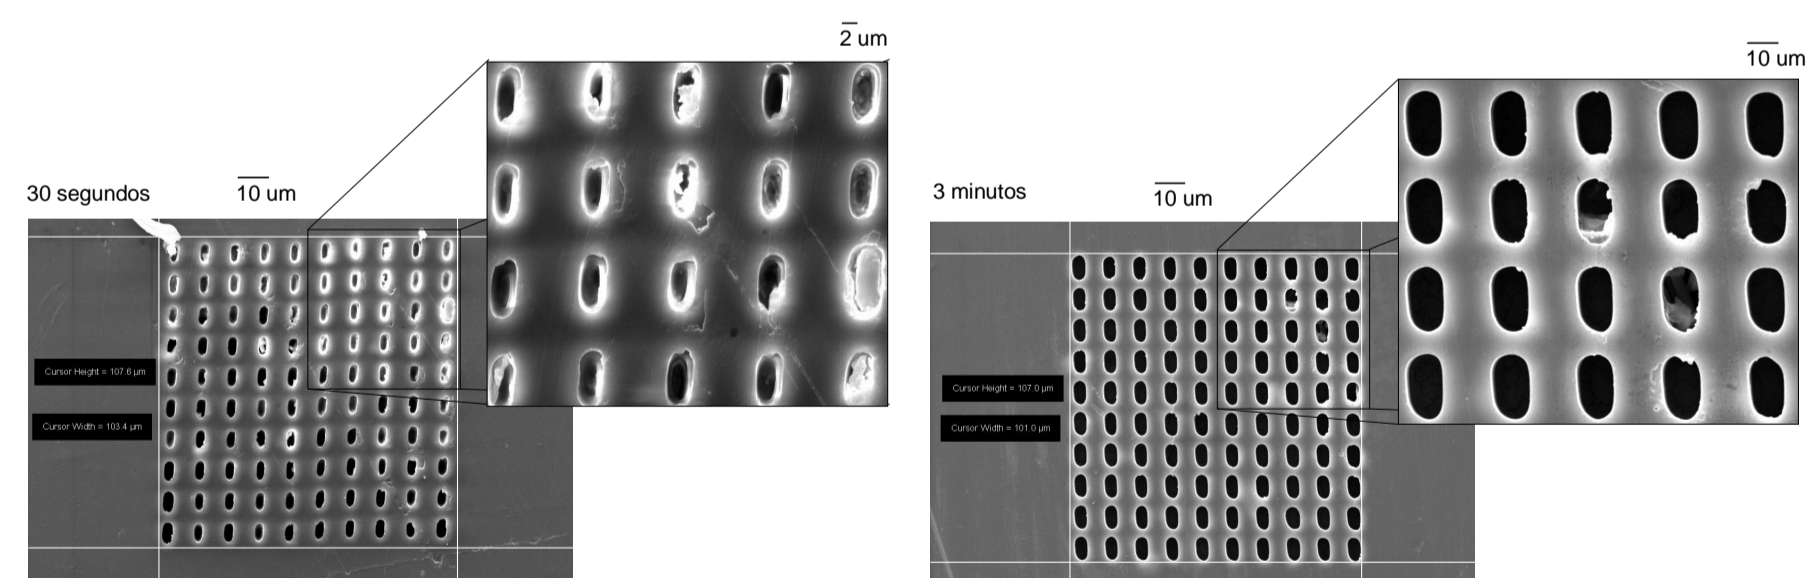 2 um
30 segundos
10 um
Cursor Height = 107.6 µm
Cursor Width = 103.4 µm
10 um
3 minutos
10 um
Cursor Height = 107.0 µm
Cursor Width = 101.0 µm